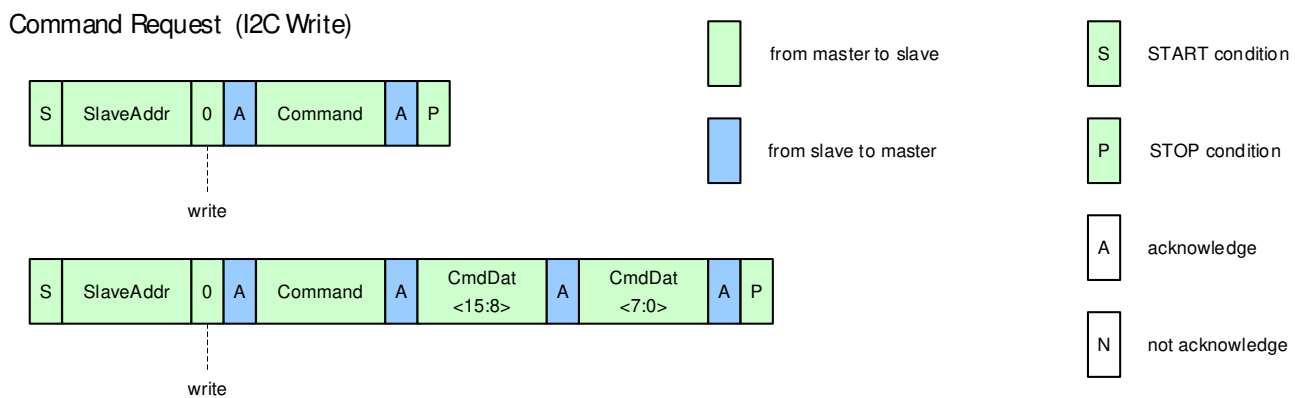 Command Request (I2C Write)
from master to slave
S
START condition
S SlaveAddr 0 A Command A P
from slave to master
P
STOP condition
write
A
acknowledge
S SlaveAddr 0 A Command A CmdDat <15:8> A CmdDat <7:0> A P
N
not acknowledge
write